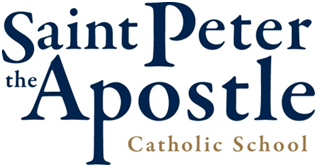 Saint Peter
the Apostle
Catholic School